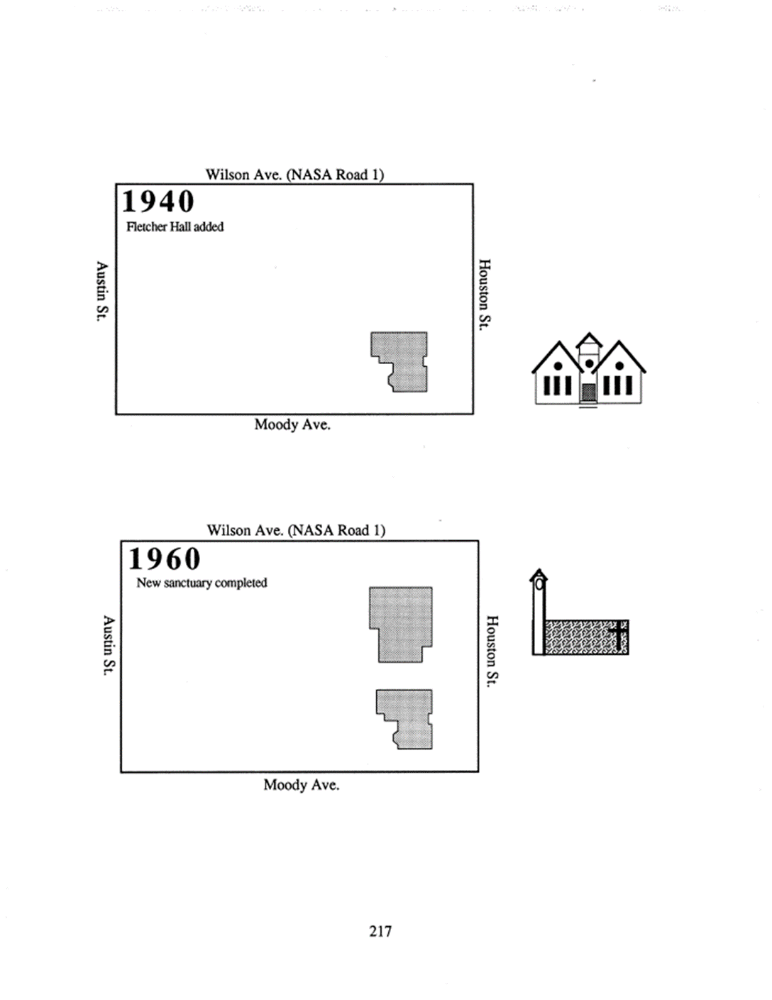 Wilson Ave. (NASA Road 1)
1940
Fletcher Hall added
Austin St.
Houston St.
Moody Ave.
Wilson Ave. (NASA Road 1)
1960
New sanctuary completed
Austin St.
Houston St.
Moody Ave.
217